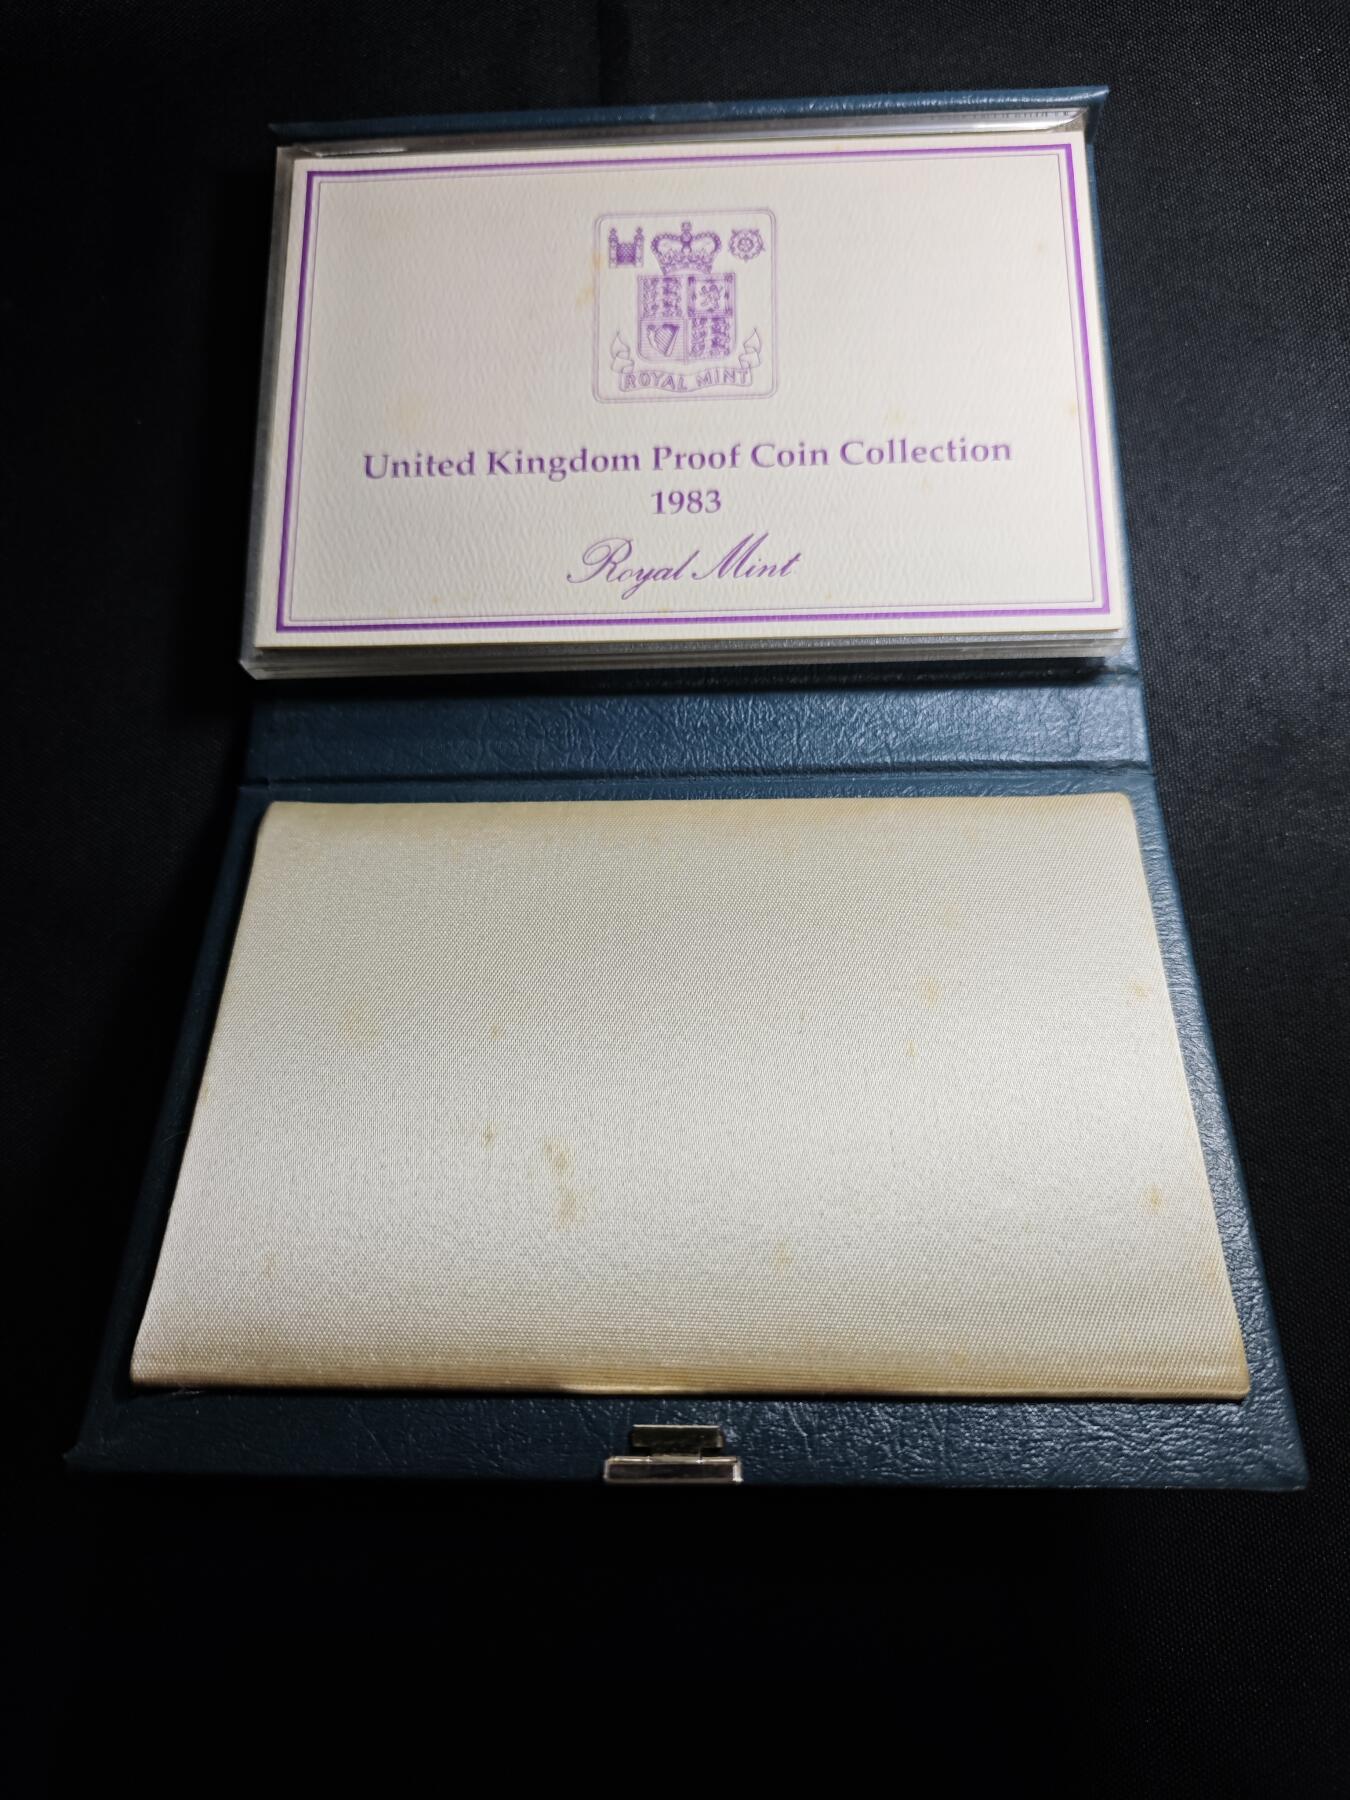 ROYAL MINT
United Kingdom Proof Coin Collection
1983
Royal Mint